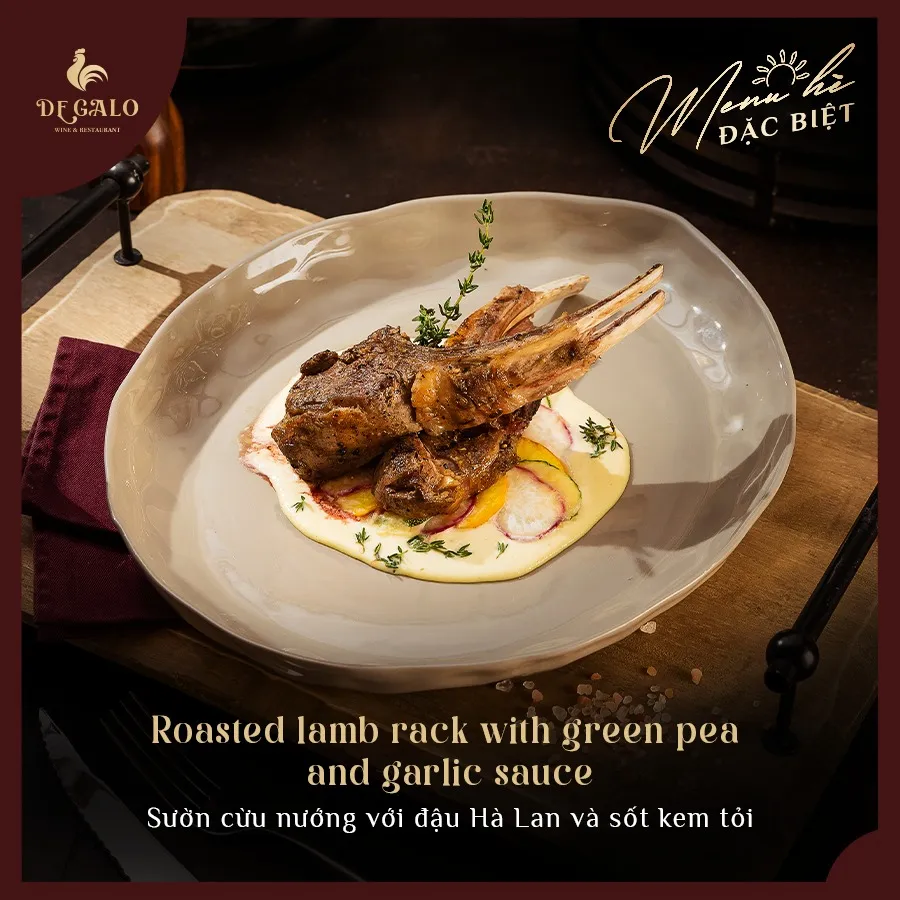 DE GALO
WINE & RESTAURANT
Menu hè
ĐẶC BIỆT
Roasted lamb rack with green pea
and garlic sauce
Sườn cừu nướng với đậu Hà Lan và sốt kem tỏi